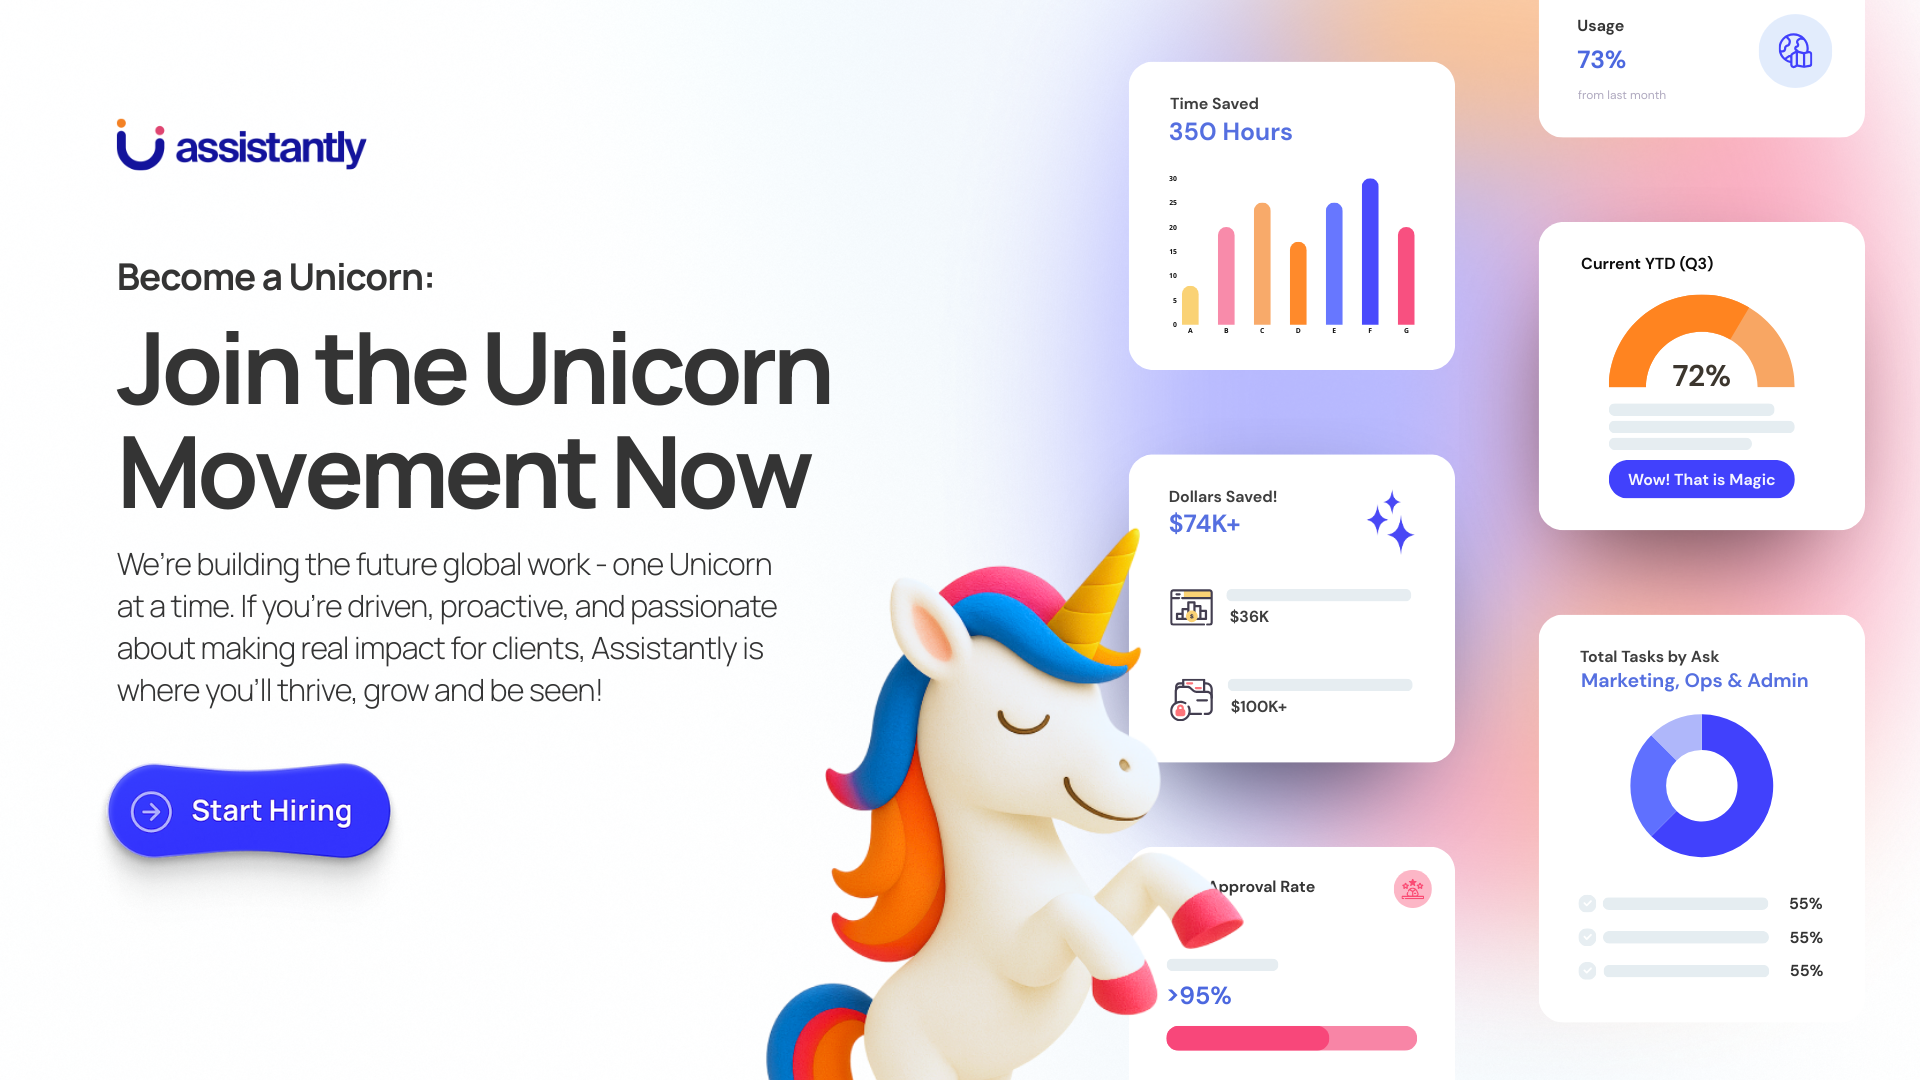 assistantly
Become a Unicorn:
Join the Unicorn
Movement Now
We're building the future global work - one Unicorn
at a time. If you're driven, proactive, and passionate
about making real impact for clients, Assistantly is
where you'll thrive, grow and be seen!
Start Hiring
Time Saved
350 Hours
30
25
20
15
10
5
0
A B C D E F G
Dollars Saved!
$74K+
$36K
$100K+
Approval Rate
>95%
Usage
73%
from last month
Current YTD (Q3)
72%
Wow! That is Magic
Total Tasks by Ask
Marketing, Ops & Admin
55%
55%
55%